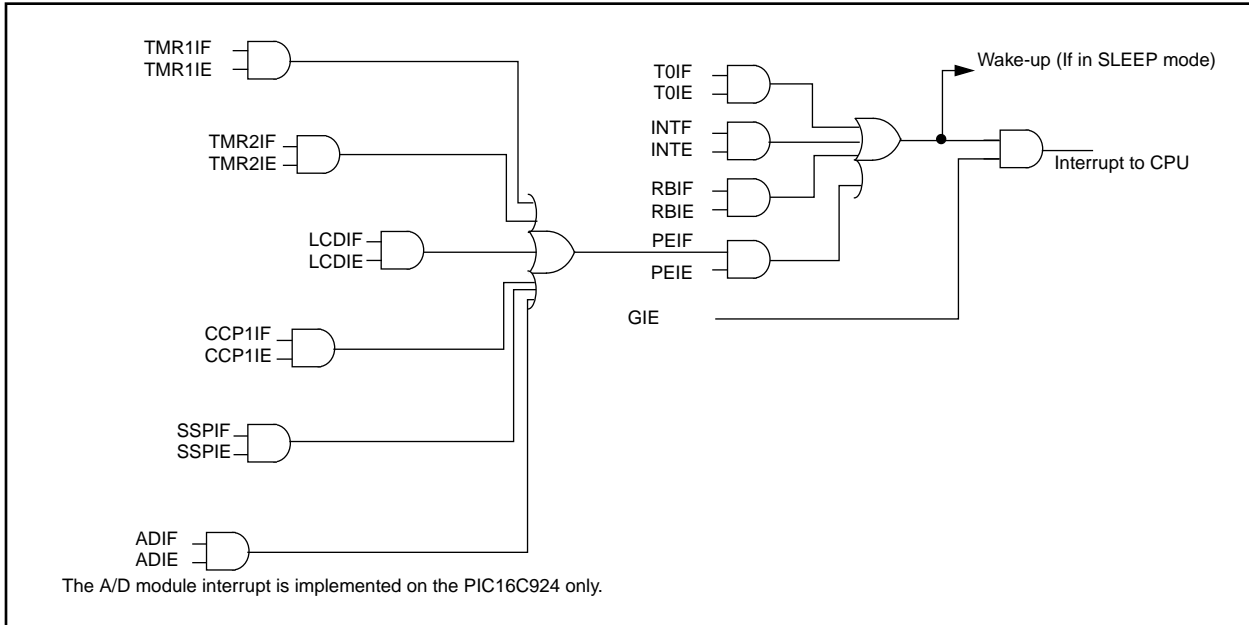 TMR1IF
TMR1IE
TMR2IF
TMR2IE
LCDIF
LCDIE
CCP1IF
CCP1IE
SSPIF
SSPIE
ADIF
ADIE
T0IF
T0IE
INTF
INTE
RBIF
RBIE
PEIF
PEIE
GIE
Wake-up (If in SLEEP mode)
Interrupt to CPU
The A/D module interrupt is implemented on the PIC16C924 only.